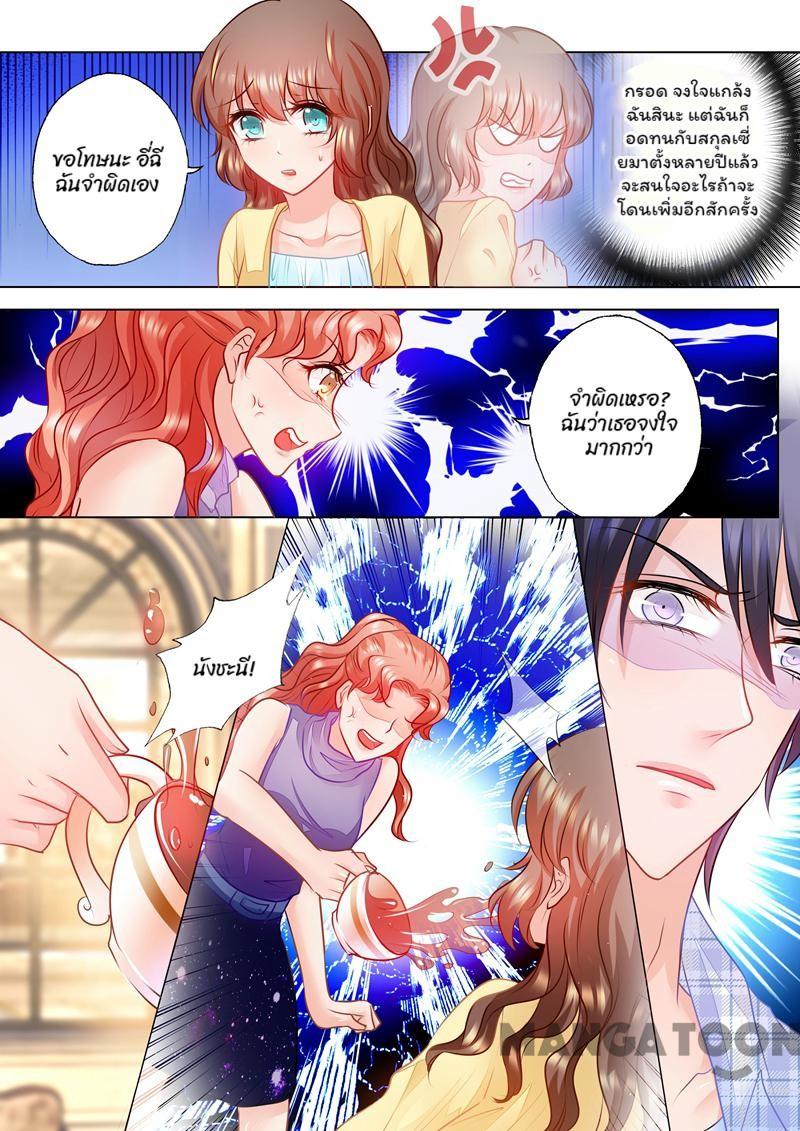 ขอโทษนะ อี่ฉี
ฉันจำผิดเอง
กรอด จงใจแกล้ง
ฉันสินะ แต่ฉันก็
อดทนกับสกุลเซี่
ยมาตั้งหลายปีแล้ว
จะสนใจอะไรถ้าจะ
โดนเพิ่มอีกสักครั้ง
จำผิดเหรอ?
ฉันว่าเธอจงใจ
มากกว่า
นังชะนี!
MANGATOON